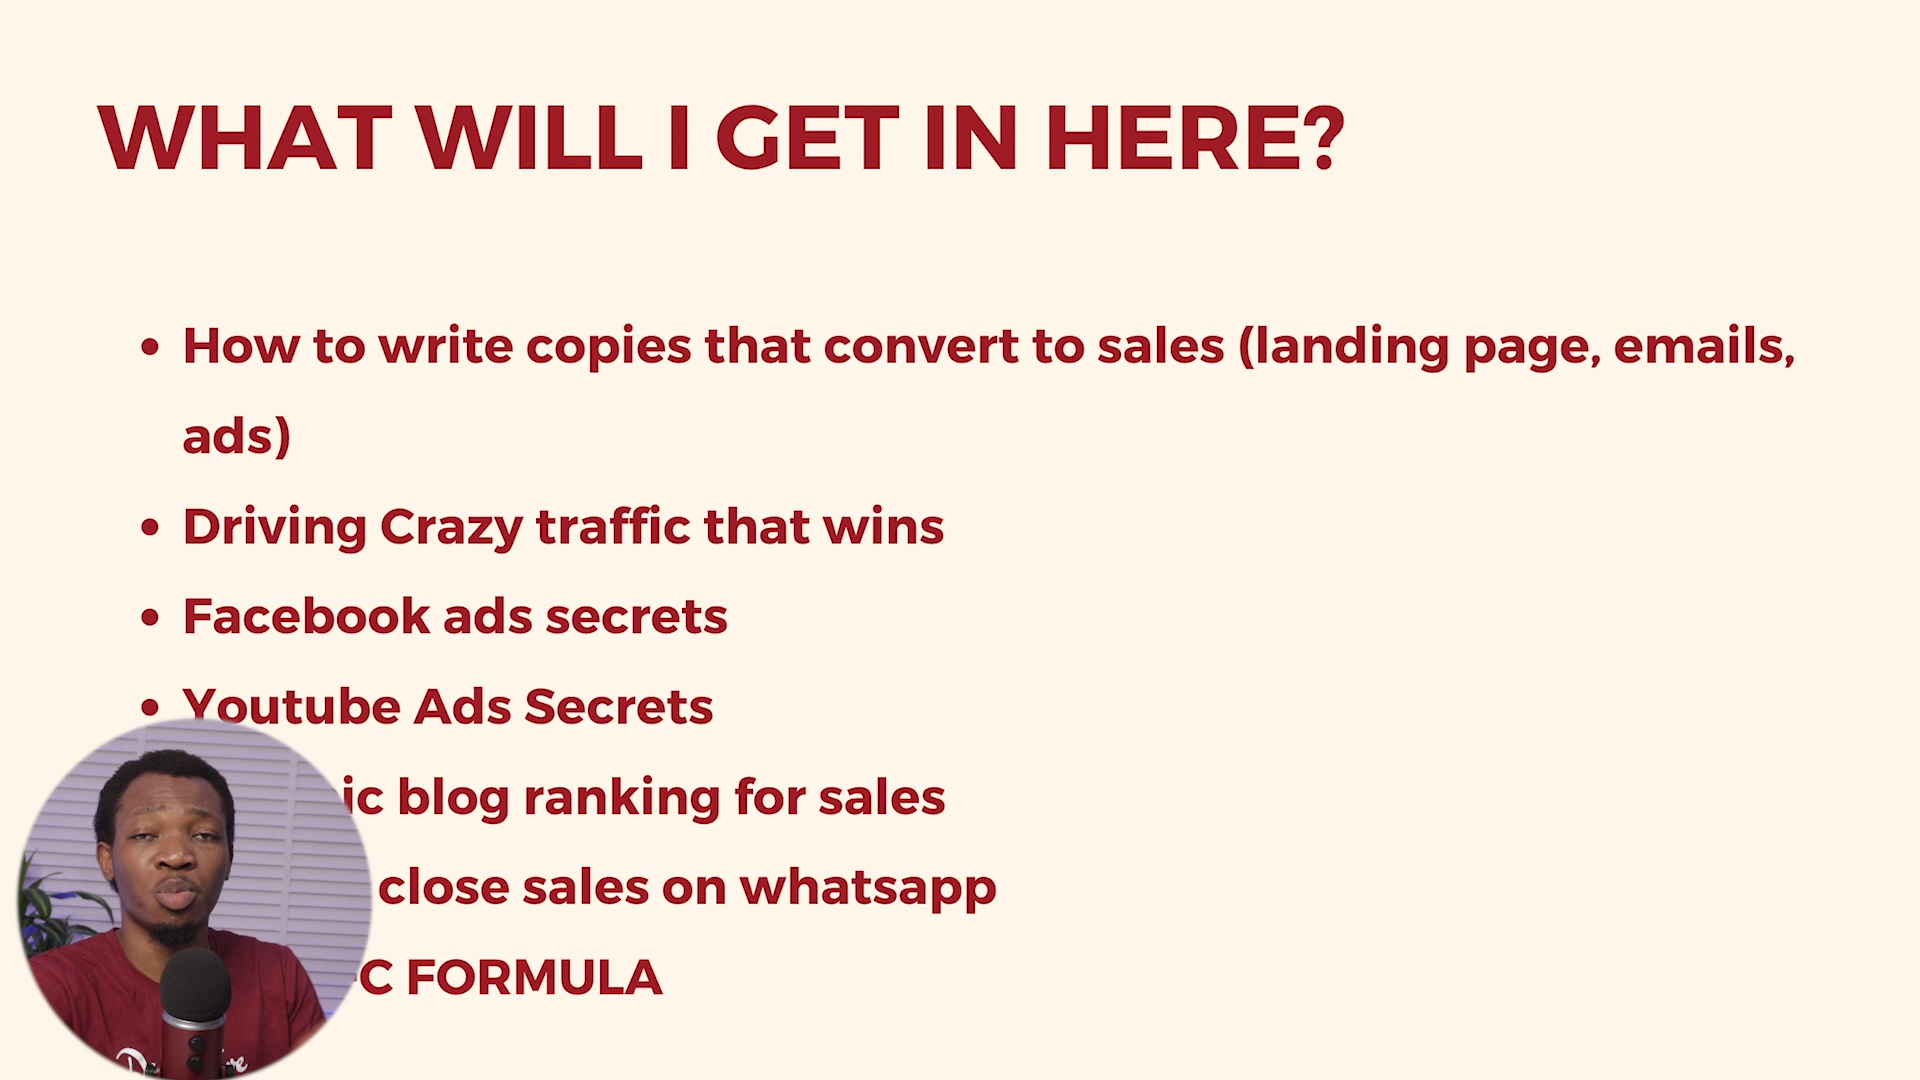 WHAT WILL I GET IN HERE?
• How to write copies that convert to sales (landing page, emails,
ads)
• Driving Crazy traffic that wins
• Facebook ads secrets
• Youtube Ads Secrets
blog ranking for sales
close sales on whatsapp
FORMULA